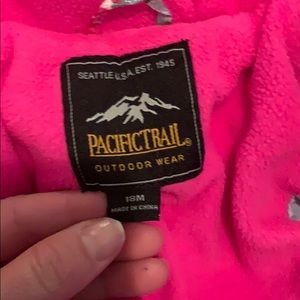 SEATTLE U.S.A. EST. 1945
PACIFICTRAIL®
OUTDOOR WEAR
18M
MADE IN CHINA